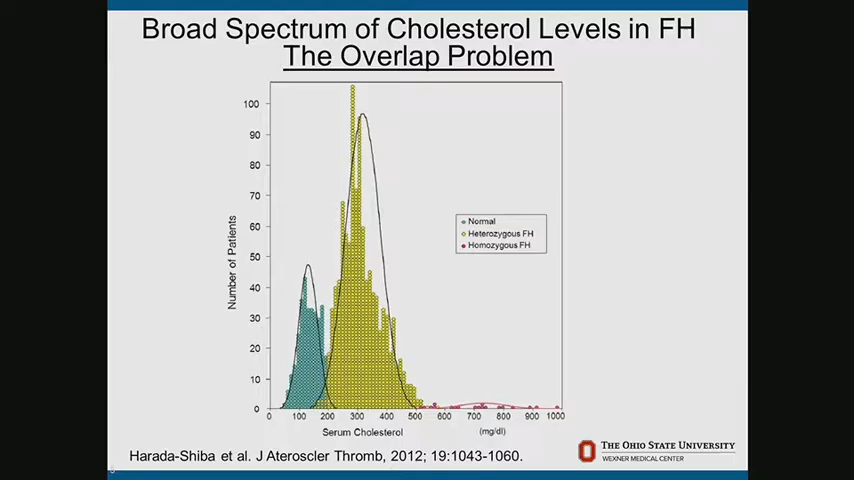 Broad Spectrum of Cholesterol Levels in FH
The Overlap Problem
100
90
80
70
60
50
40
30
20
10
0
Number of Patients
Normal
Heterozygous FH
Homozygous FH
0 100 200 300 400 500 600 700 800 900 1000
Serum Cholesterol (mg/dl)
Harada-Shiba et al. J Ateroscler Thromb, 2012; 19:1043-1060.
THE OHIO STATE UNIVERSITY
WEXNER MEDICAL CENTER